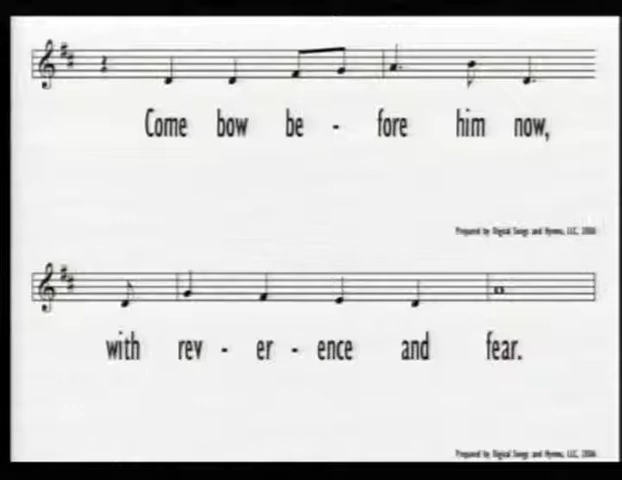 Come bow be - fore him now,
Prepared by Digital Songs and Hymns, LLC, 2006
with rev - er - ence and fear.
Prepared by Digital Songs and Hymns, LLC, 2006